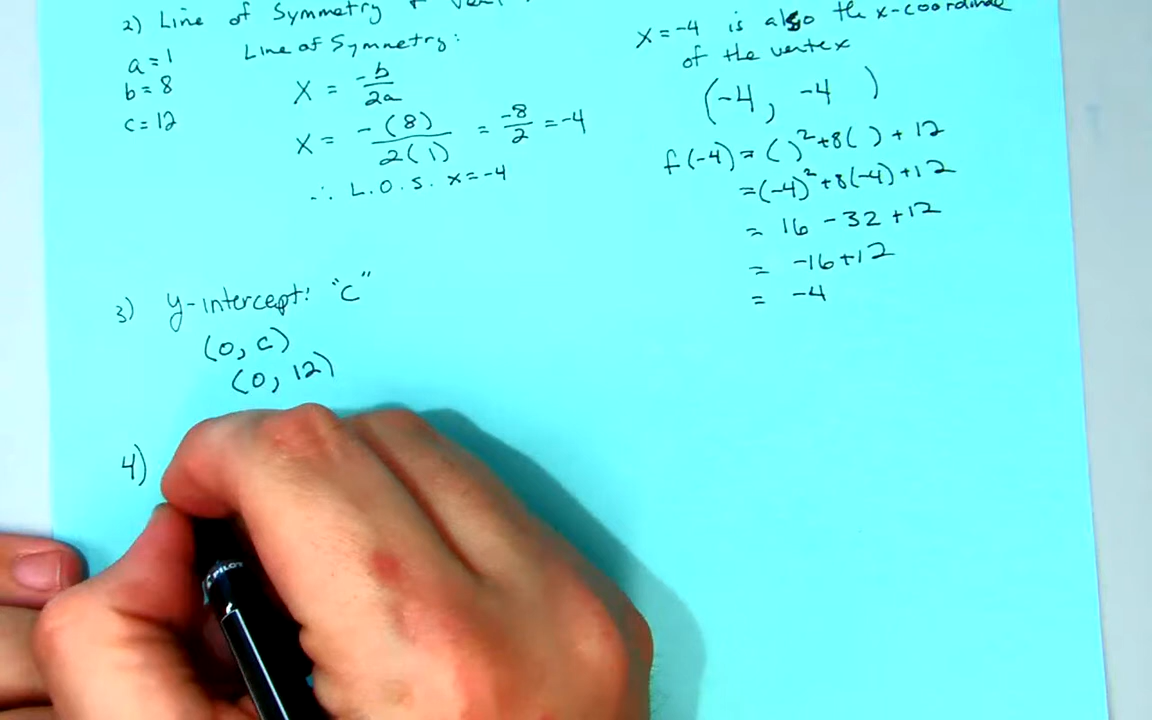 2) Line of Symmetry
a = 1
b = 8
c = 12
Line of Symmetry:
X = -b/2a
X = -(8)/2(1) = -8/2 = -4
∴ L.O.S. x = -4
X = -4 is also the x-coordinate
of the vertex
(-4, -4 )
f(-4) = ( )² + 8( ) + 12
= (-4)² + 8(-4) + 12
= 16 - 32 + 12
= -16 + 12
= -4
3) y-intercept: "c"
(0, c)
(0, 12)
4)
PILOT